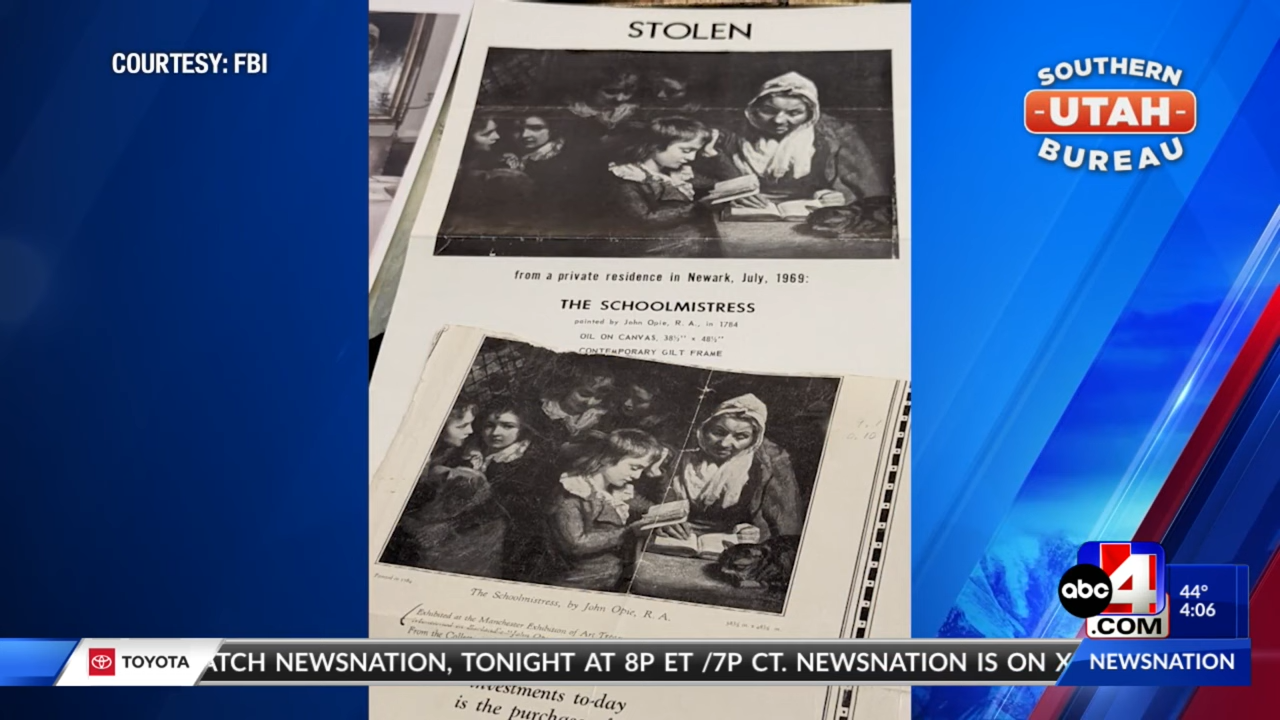 COURTESY: FBI
STOLEN
from a private residence in Newark, July, 1969:
THE SCHOOLMISTRESS
painted by John Opie, R. A., in 1784
OIL ON CANVAS, 38½" x 48½"
CONTEMPORARY GILT FRAME
The Schoolmistress, by John Opie, R. A.
Exhibited at the Manchester Exhibition of Art
From the
investments to-day
is the
SOUTHERN
-UTAH-
BUREAU
abc 4
.COM
44°
4:06
TOYOTA
ATCH NEWSNATION, TONIGHT AT 8P ET /7P CT. NEWSNATION IS ON X
NEWSNATION